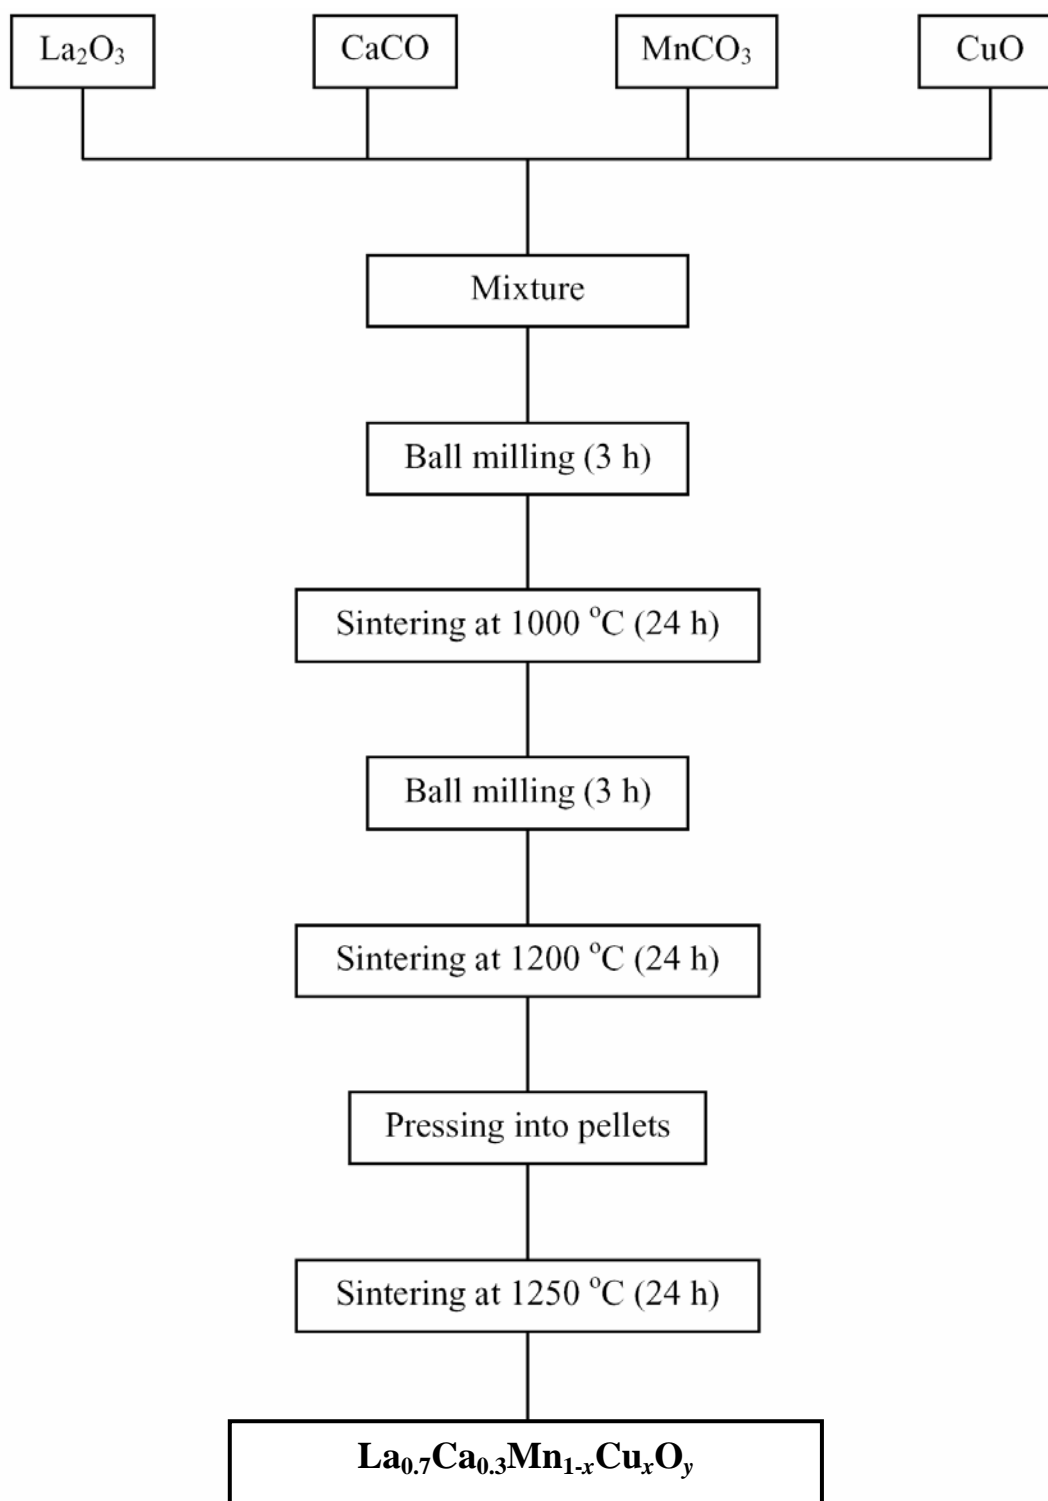 La₂O₃ CaCO MnCO₃ CuO
Mixture
Ball milling (3 h)
Sintering at 1000 °C (24 h)
Ball milling (3 h)
Sintering at 1200 °C (24 h)
Pressing into pellets
Sintering at 1250 °C (24 h)
La₀.₇Ca₀.₃Mn₁₋ₓCuₓOᵧ